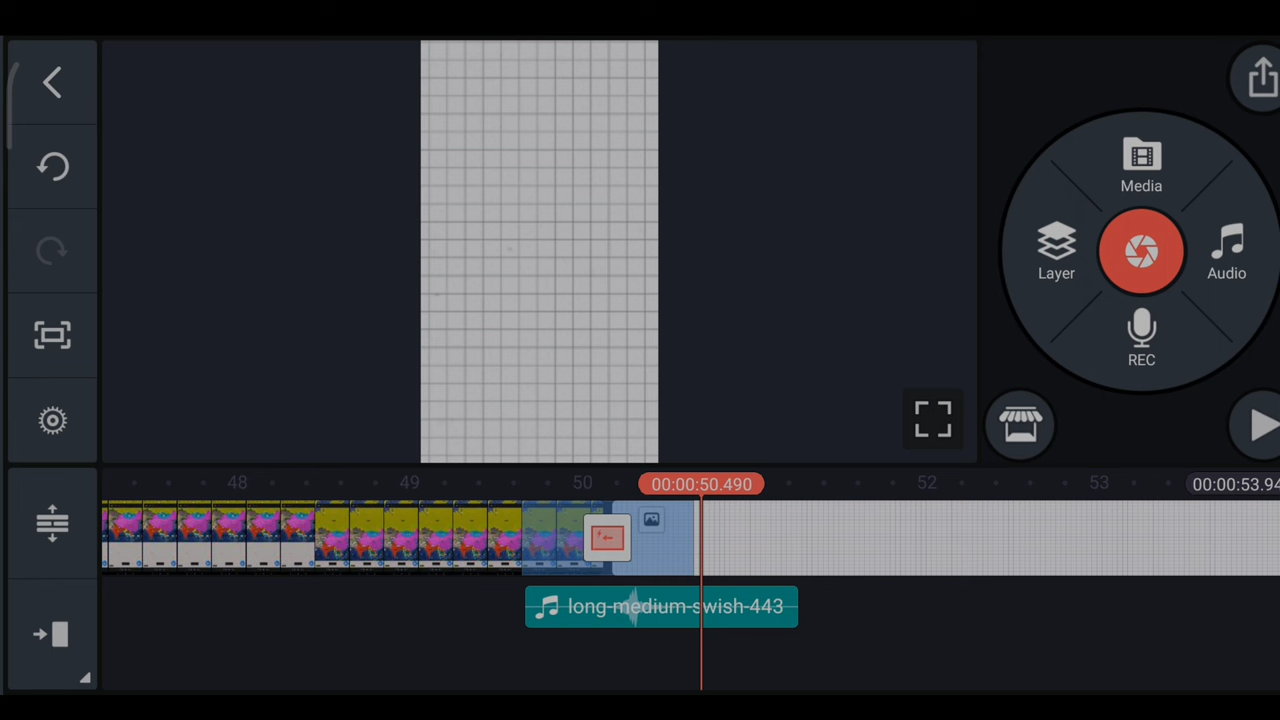 Media
Layer
Audio
REC
48
49
50
00:00:50.490
52
53
00:00:53.94
long-medium-swish-443